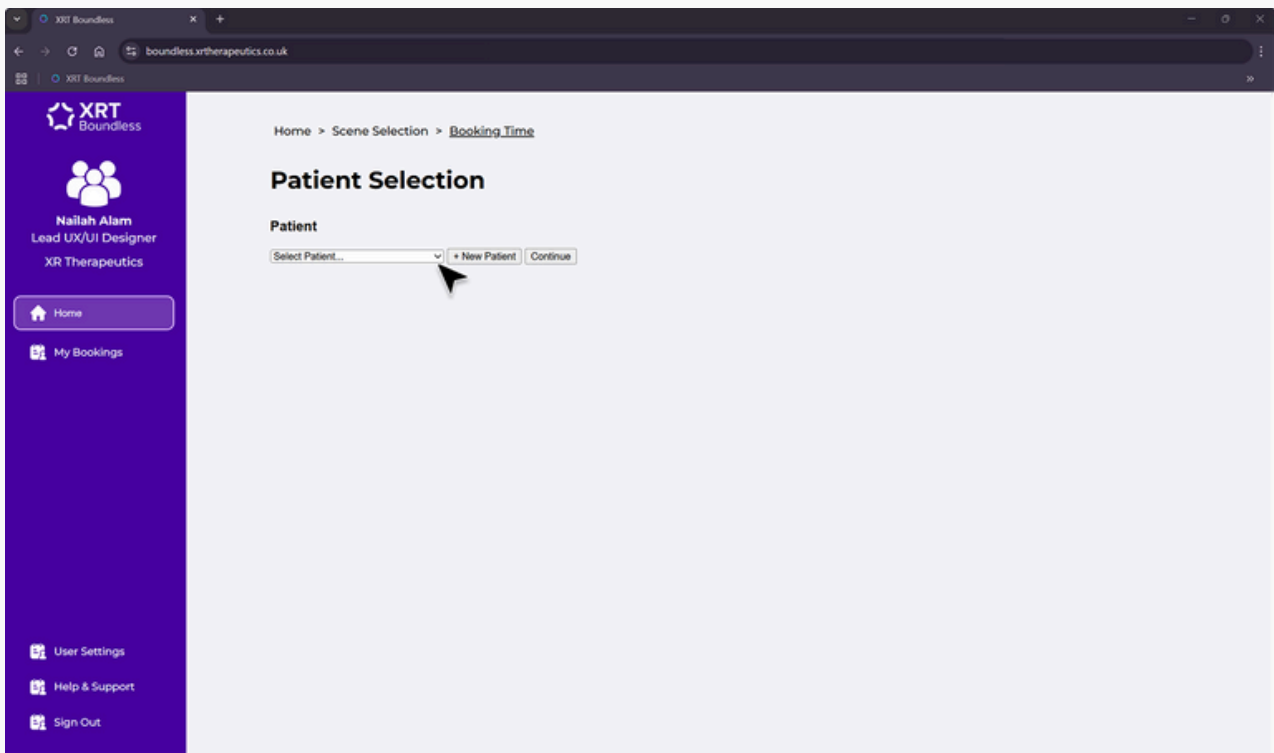 XRT Boundless
boundless.xrtherapeutics.co.uk
XRT Boundless
XRT
Boundless
Nailah Alam
Lead UX/UI Designer
XR Therapeutics
Home
My Bookings
User Settings
Help & Support
Sign Out
Home > Scene Selection > Booking Time
Patient Selection
Patient
Select Patient... + New Patient Continue